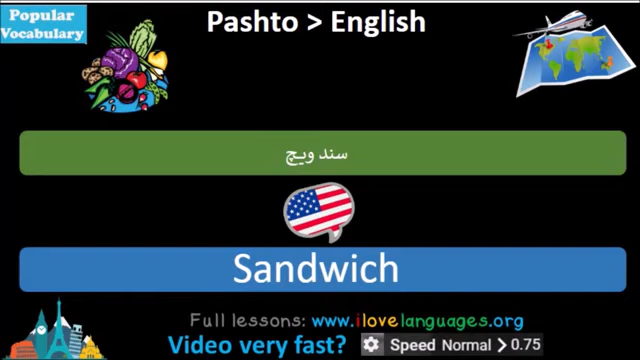 Popular
Vocabulary
Pashto > English
سند ویچ
Sandwich
Full lessons: www.ilovelanguages.org
Video very fast? Speed Normal > 0.75